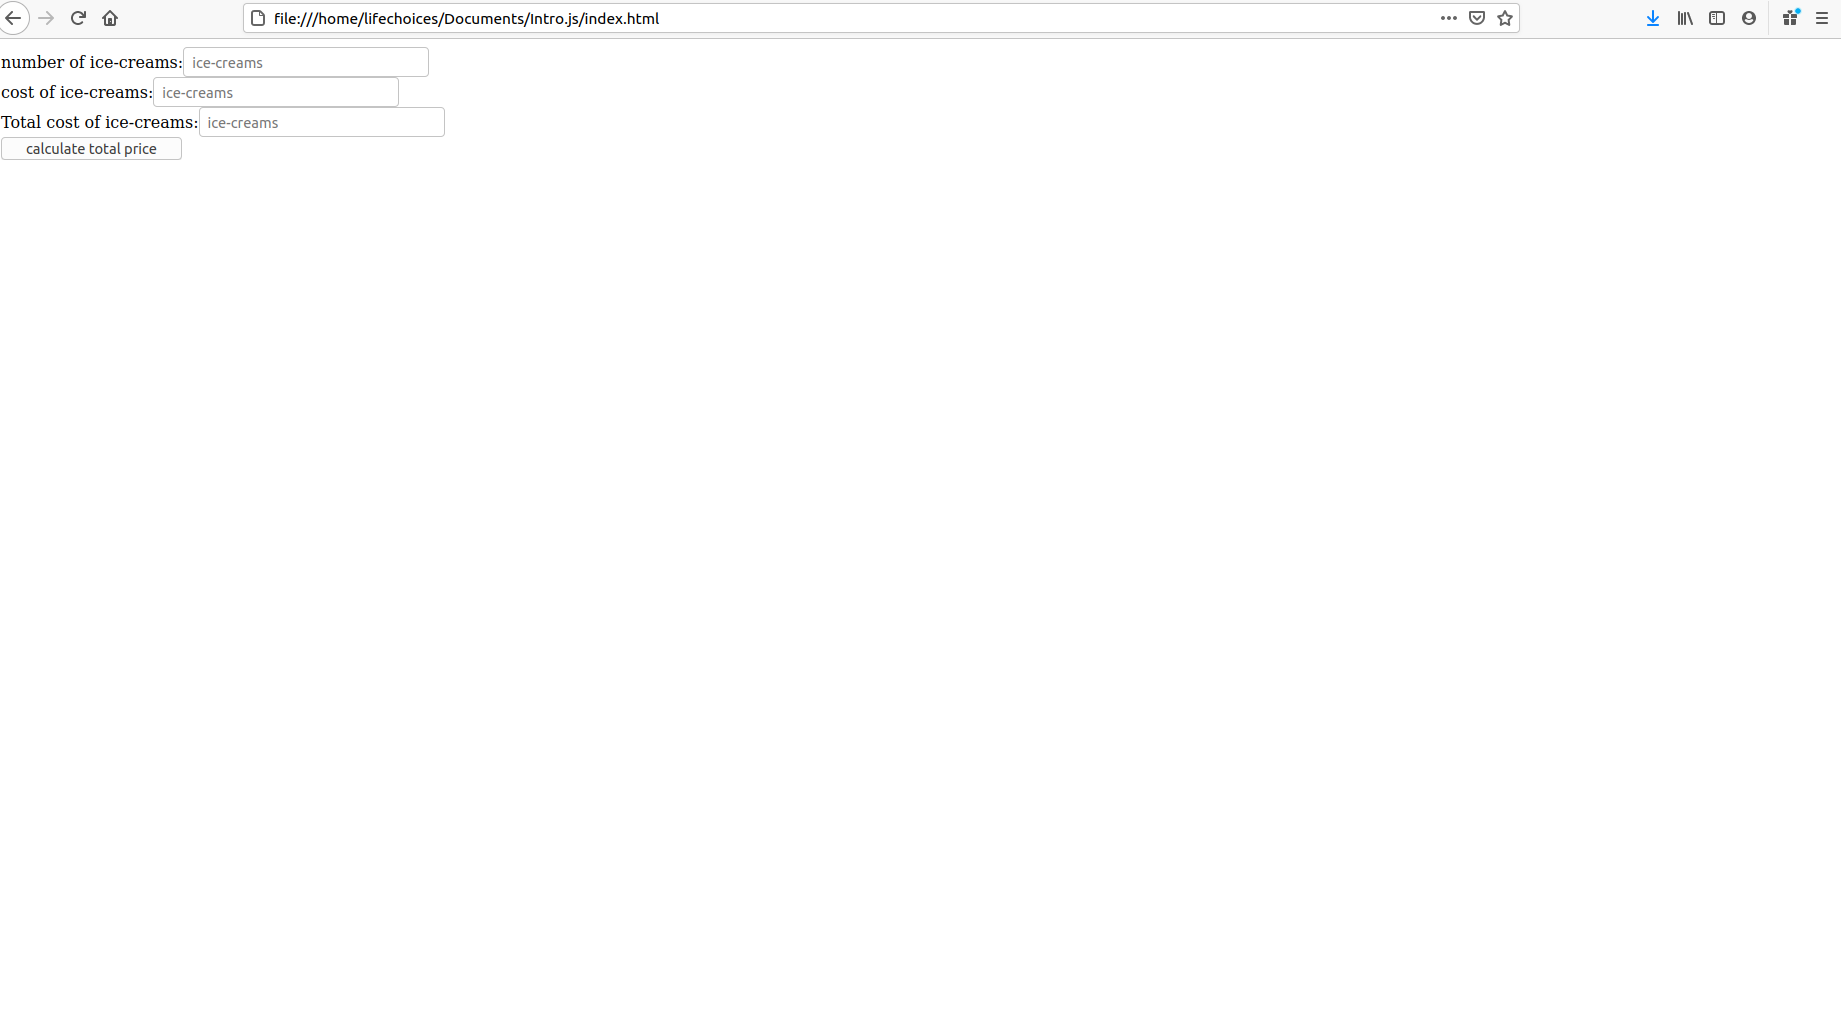 file:///home/lifechoices/Documents/Intro.js/index.html
number of ice-creams: ice-creams
cost of ice-creams: ice-creams
Total cost of ice-creams: ice-creams
calculate total price